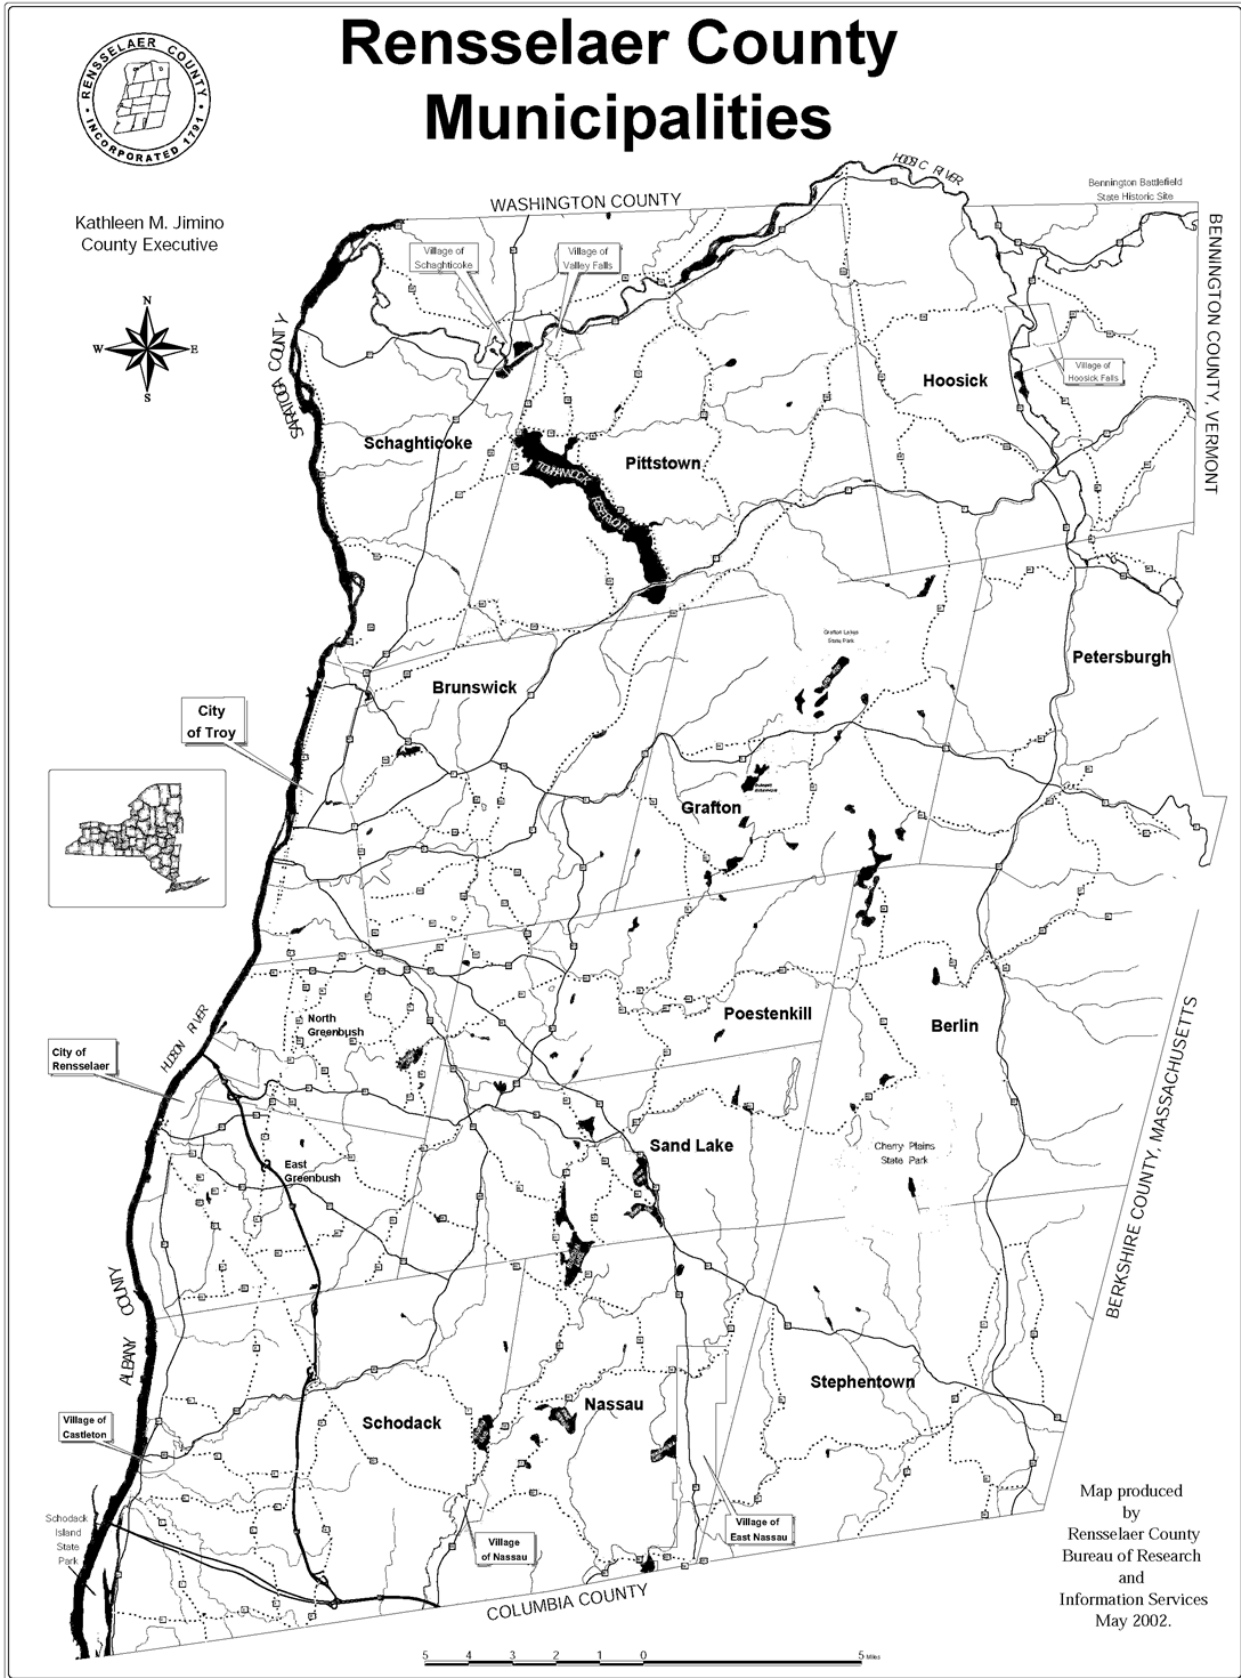 Rensselaer County
Municipalities
RENSSELAER COUNTY
INCORPORATED 1791
Kathleen M. Jimino
County Executive
N
W
E
S
WASHINGTON COUNTY
HOOSIC RIVER
Bennington Battlefield
State Historic Site
BENNINGTON COUNTY, VERMONT
Village of
Schaghticoke
Village of
Valley Falls
SARATOGA COUNTY
Village of
Hoosick Falls
Hoosick
Schaghticoke
Pittstown
TOMHANNOCK RESERVOIR
Grafton Lakes
State Park
Petersburgh
Brunswick
City
of Troy
Grafton
North
Greenbush
Poestenkill
Berlin
HUDSON RIVER
City of
Rensselaer
Sand Lake
Cherry Plains
State Park
East
Greenbush
BERKSHIRE COUNTY, MASSACHUSETTS
ALBANY COUNTY
Stephentown
Nassau
Schodack
Village of
Castleton
Schodack
Island
State
Park
Village of
East Nassau
Village
of Nassau
COLUMBIA COUNTY
Map produced
by
Rensselaer County
Bureau of Research
and
Information Services
May 2002.
5 4 3 2 1 0 5 Miles